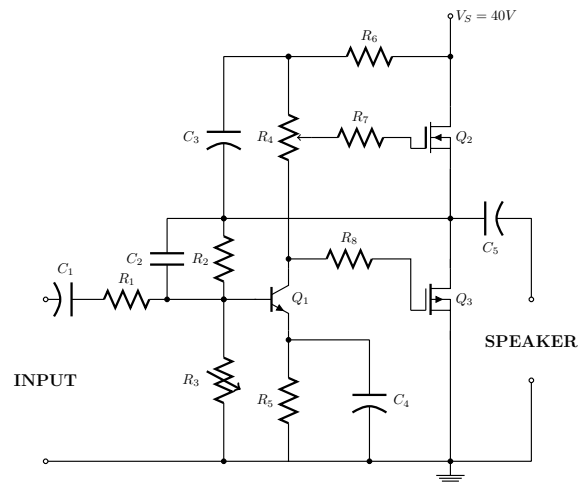 V_S = 40V
R_6
C_3
R_4
R_7
Q_2
C_2
R_2
R_8
C_5
C_1
R_1
Q_1
Q_3
SPEAKER
INPUT
R_3
R_5
C_4